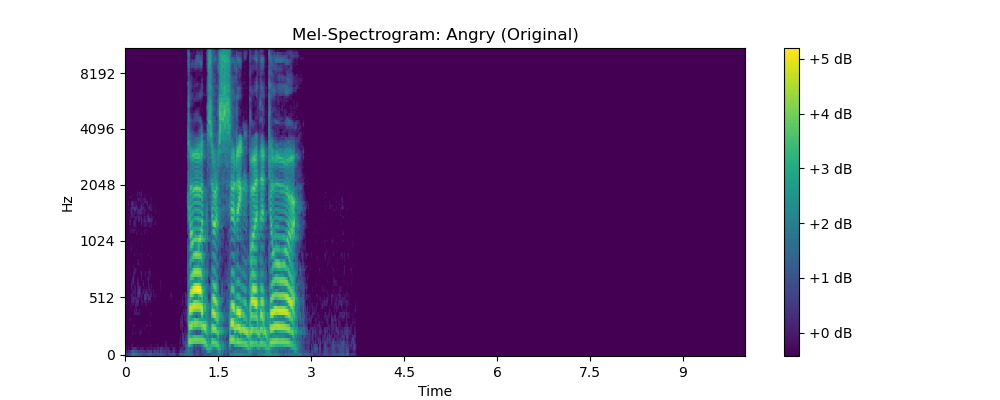 Mel-Spectrogram: Angry (Original)
8192
4096
2048
1024
512
0
Hz
0 1.5 3 4.5 6 7.5 9
Time
+5 dB
+4 dB
+3 dB
+2 dB
+1 dB
+0 dB